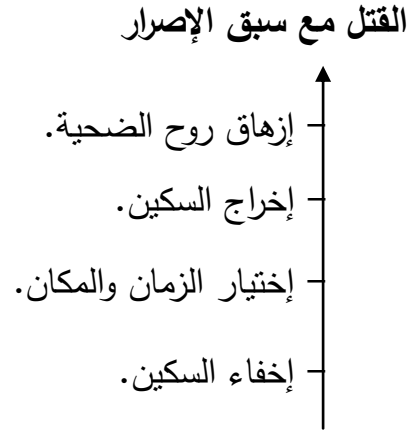 القتل مع سبق الإصرار
- إزهاق روح الضحية.
- إخراج السكين.
- إختيار الزمان والمكان.
- إخفاء السكين.